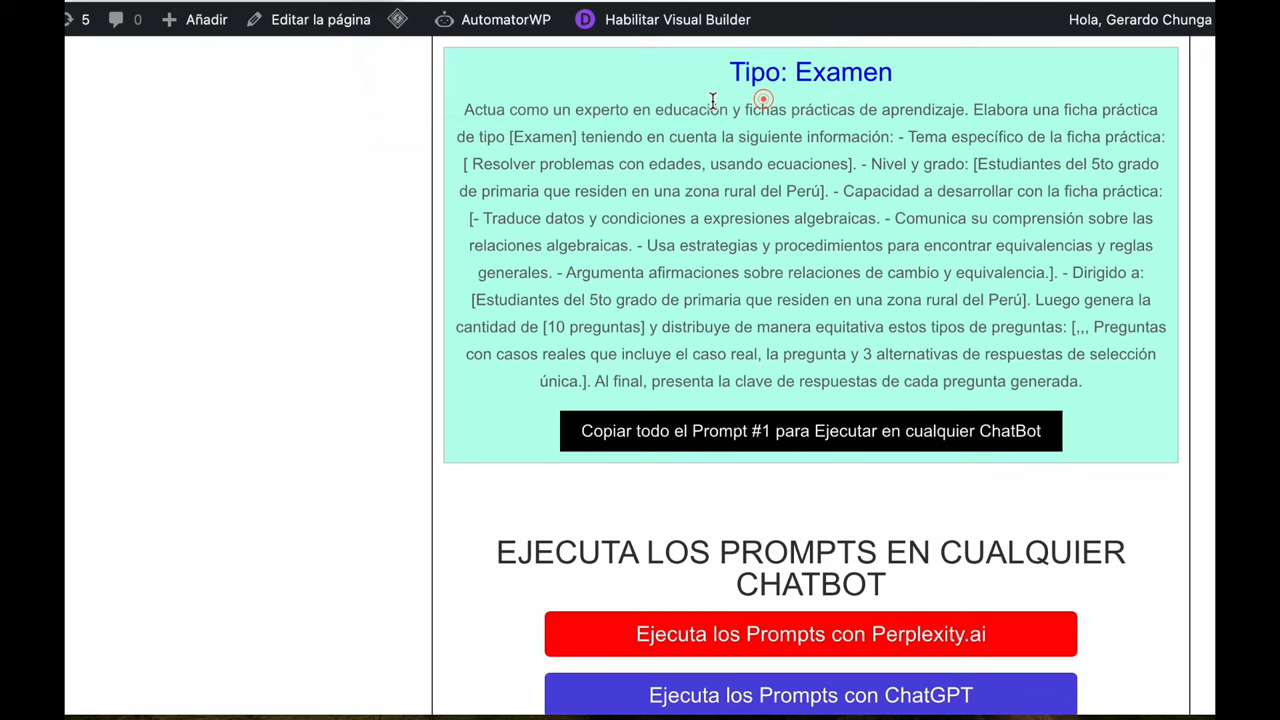 5 0 Añadir Editar la página AutomatorWP D Habilitar Visual Builder Hola, Gerardo Chunga
Tipo: Examen
Actua como un experto en educación y fichas prácticas de aprendizaje. Elabora una ficha práctica
de tipo [Examen] teniendo en cuenta la siguiente información: - Tema específico de la ficha práctica:
[ Resolver problemas con edades, usando ecuaciones]. - Nivel y grado: [Estudiantes del 5to grado
de primaria que residen en una zona rural del Perú]. - Capacidad a desarrollar con la ficha práctica:
[- Traduce datos y condiciones a expresiones algebraicas. - Comunica su comprensión sobre las
relaciones algebraicas. - Usa estrategias y procedimientos para encontrar equivalencias y reglas
generales. - Argumenta afirmaciones sobre relaciones de cambio y equivalencia.]. - Dirigido a:
[Estudiantes del 5to grado de primaria que residen en una zona rural del Perú]. Luego genera la
cantidad de [10 preguntas] y distribuye de manera equitativa estos tipos de preguntas: [,,, Preguntas
con casos reales que incluye el caso real, la pregunta y 3 alternativas de respuestas de selección
única.]. Al final, presenta la clave de respuestas de cada pregunta generada.
Copiar todo el Prompt #1 para Ejecutar en cualquier ChatBot
EJECUTA LOS PROMPTS EN CUALQUIER
CHATBOT
Ejecuta los Prompts con Perplexity.ai
Ejecuta los Prompts con ChatGPT